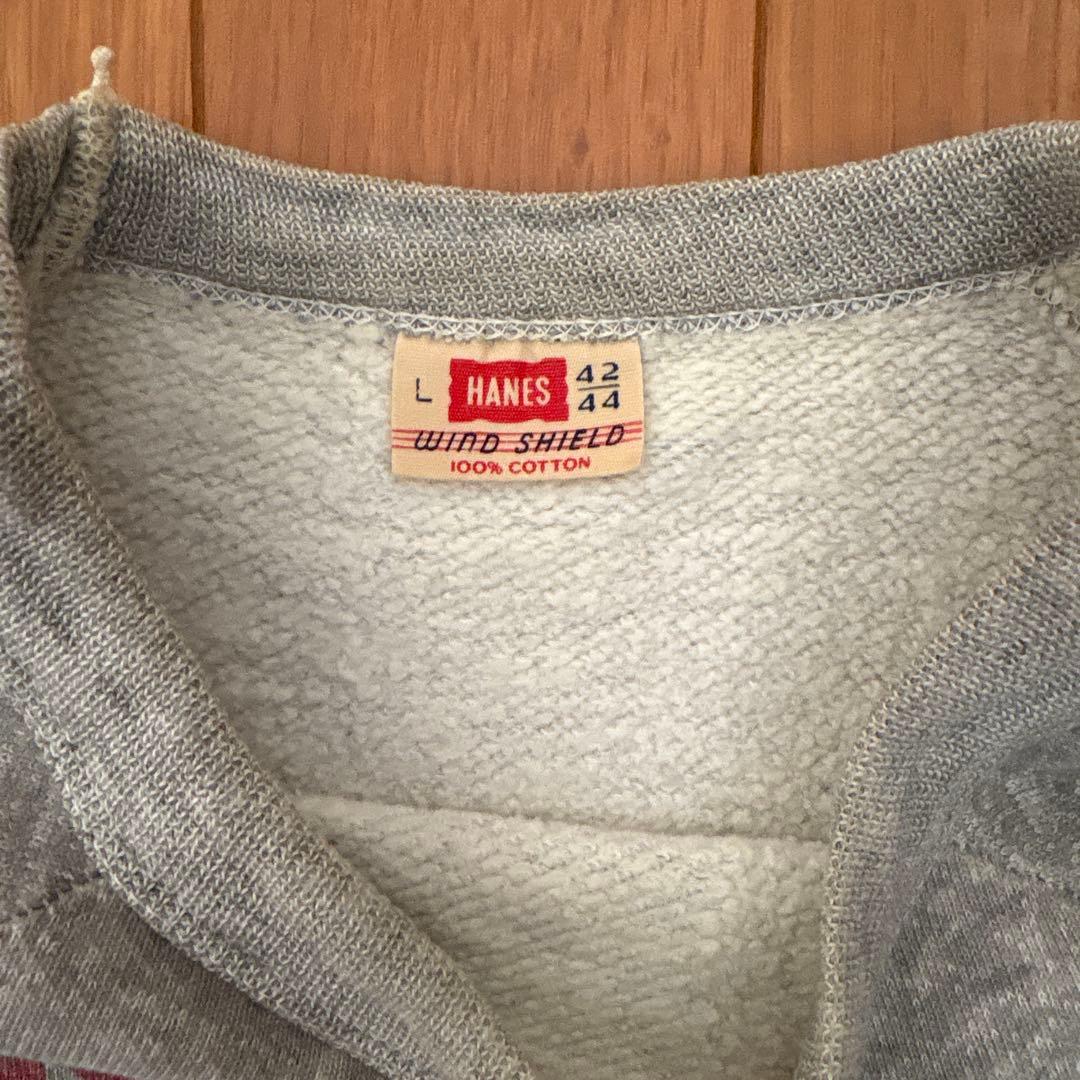 L HANES 42/44
WIND SHIELD
100% COTTON